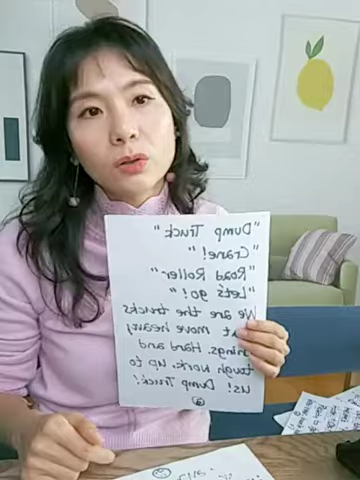 "Dump Truck"
"Crane!"
"Road Roller"
"Let's go!"
We are the trucks
that move heavy
things. Hard and
tough work. Up to
us! Dump Truck!